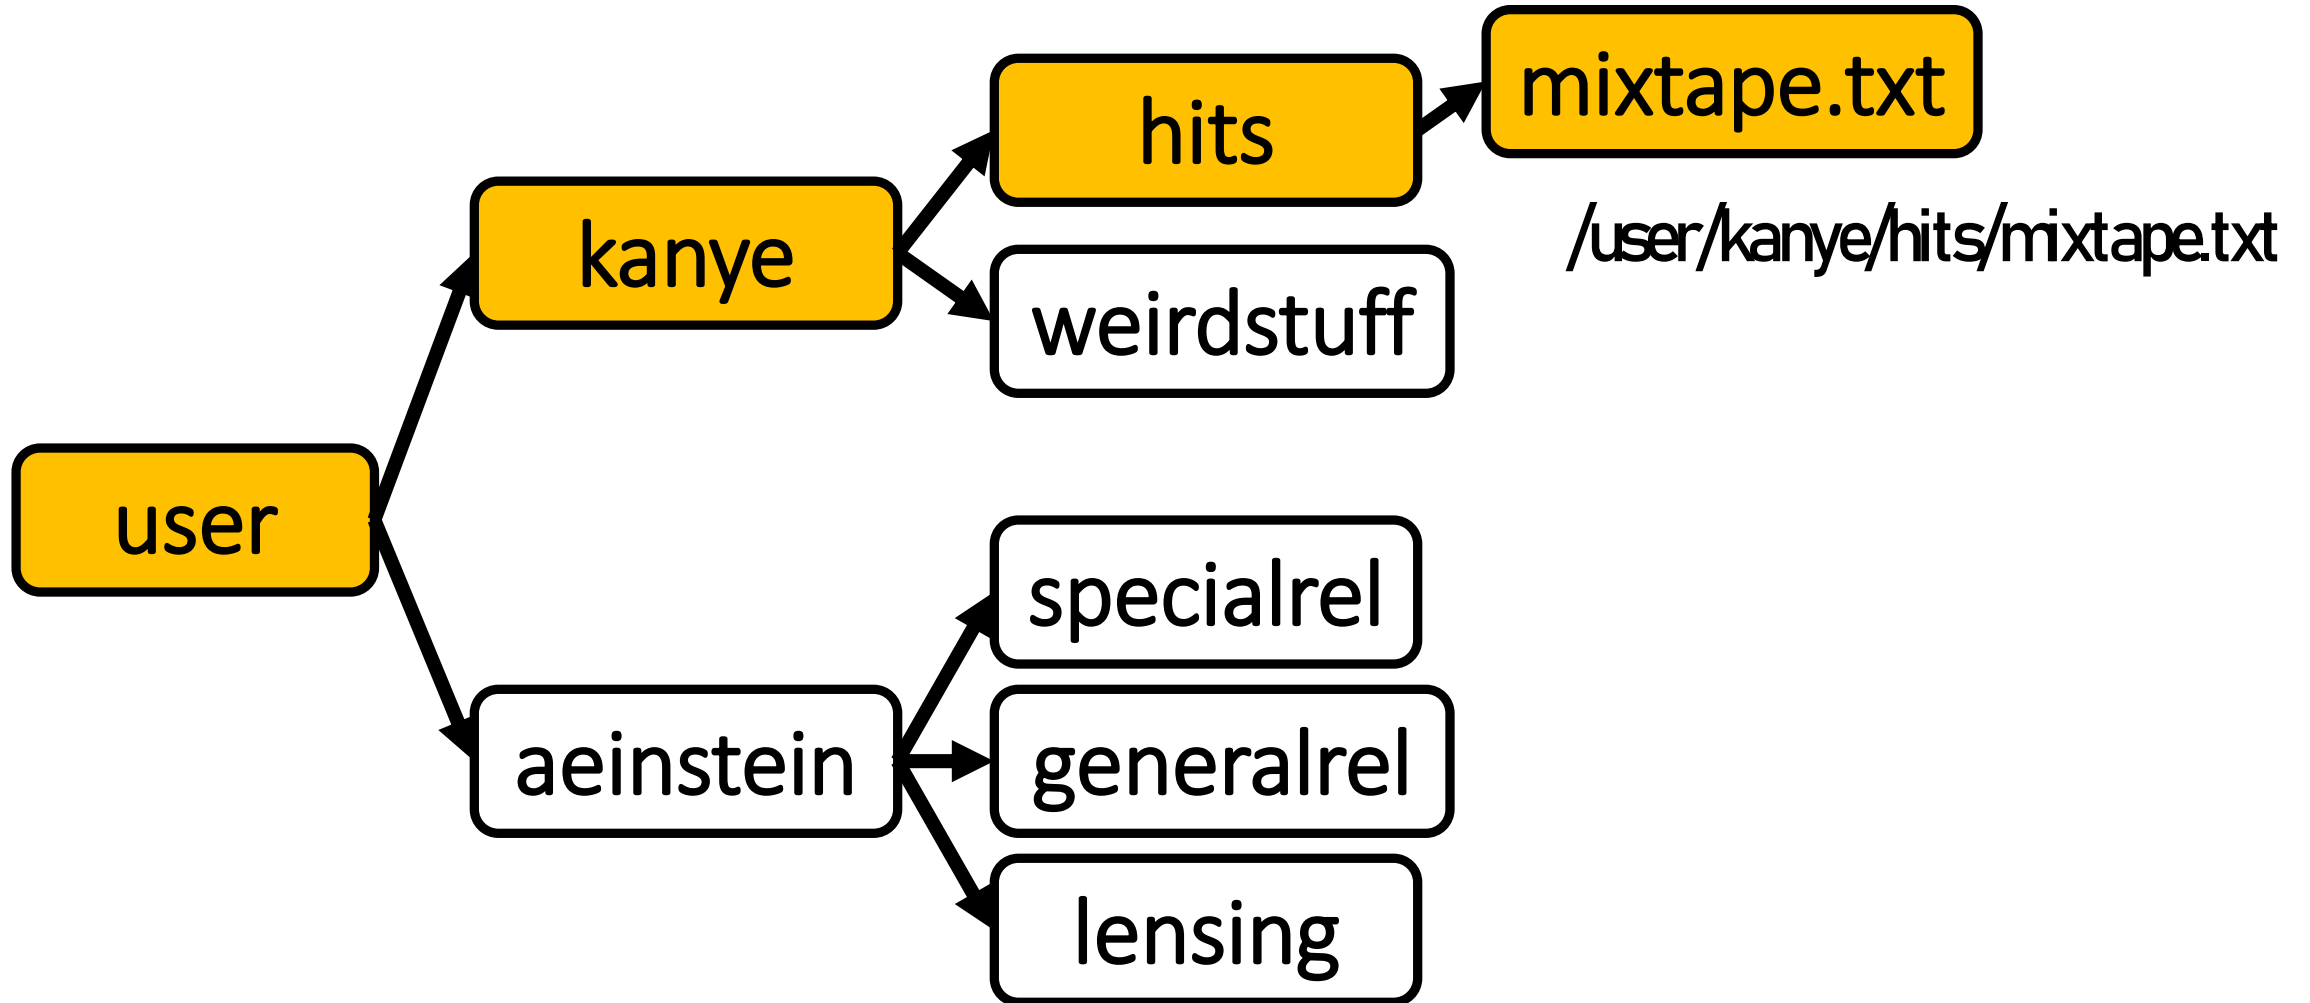 mixtape.txt
hits
/user/kanye/hits/mixtape.txt
kanye
weirdstuff
user
specialrel
aeinstein
generalrel
lensing